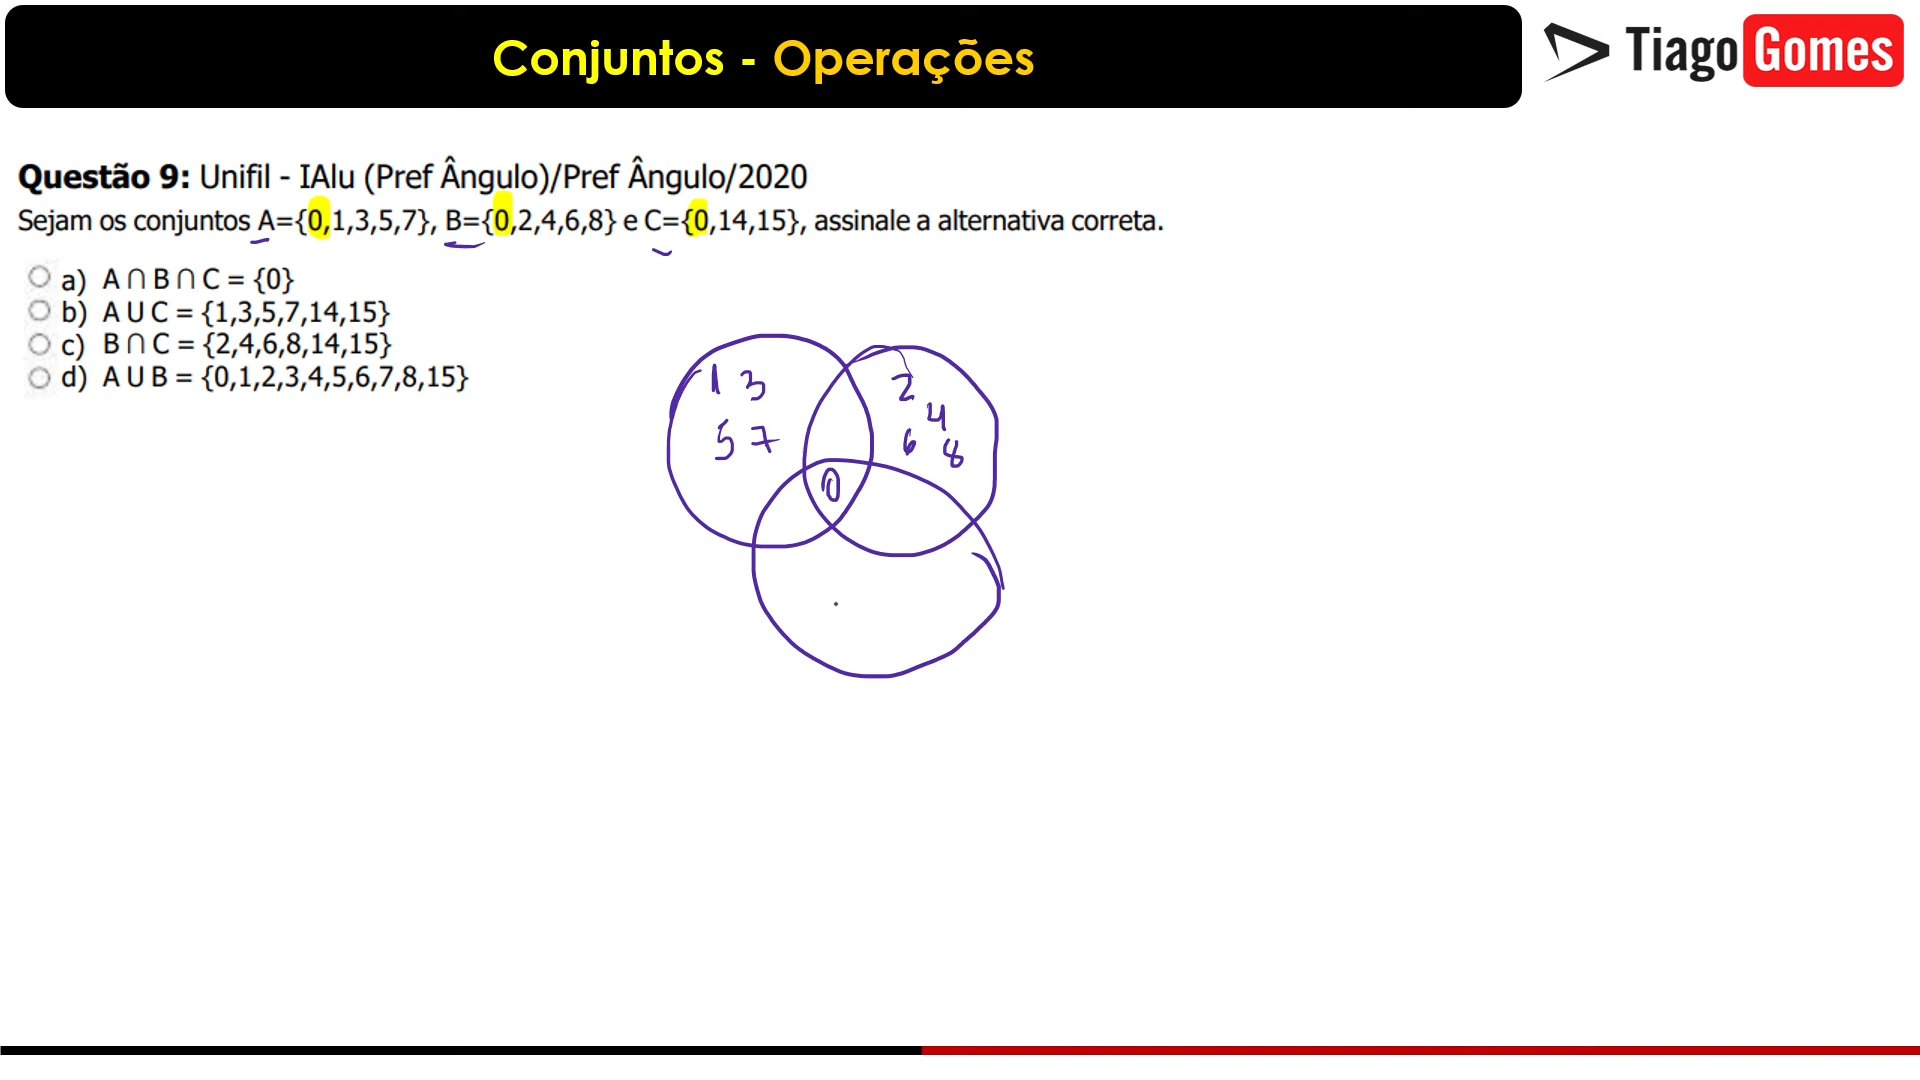 Conjuntos - Operações
Tiago Gomes
Questão 9: Unifil - IAlu (Pref Ângulo)/Pref Ângulo/2020
Sejam os conjuntos A={0,1,3,5,7}, B={0,2,4,6,8} e C={0,14,15}, assinale a alternativa correta.
a) A ∩ B ∩ C = {0}
b) A U C = {1,3,5,7,14,15}
c) B ∩ C = {2,4,6,8,14,15}
d) A U B = {0,1,2,3,4,5,6,7,8,15}
1 3
2
4
5 7
6 8
0